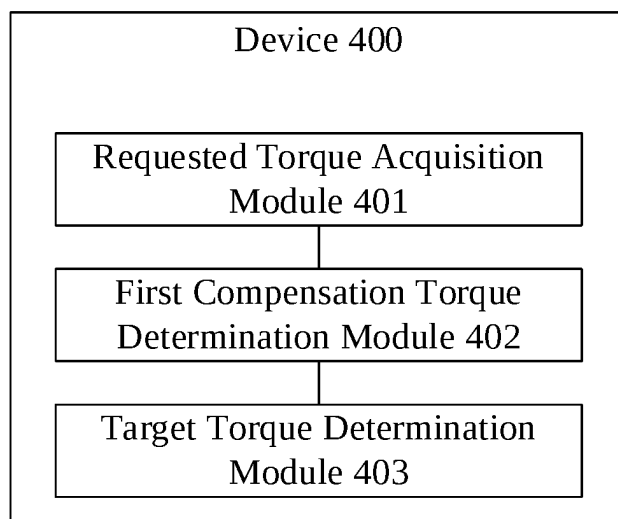 Device 400
Requested Torque Acquisition
Module 401
First Compensation Torque
Determination Module 402
Target Torque Determination
Module 403